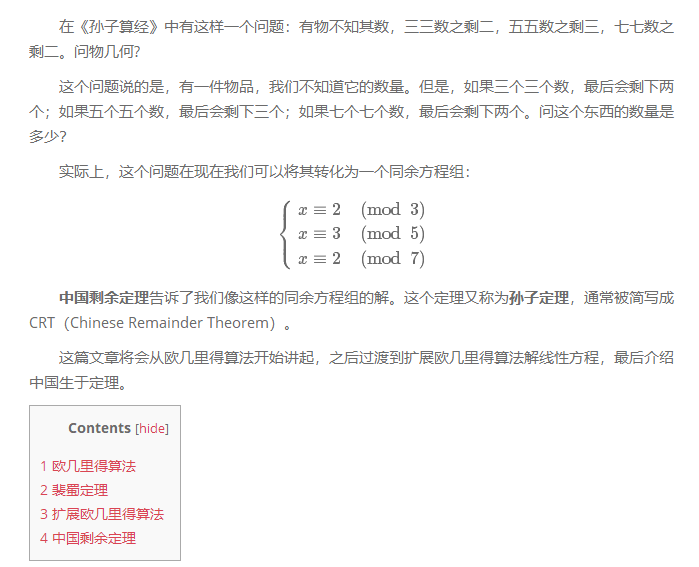 在《孙子算经》中有这样一个问题：有物不知其数，三三数之剩二，五五数之剩三，七七数之
剩二。问物几何?
这个问题说的是，有一件物品，我们不知道它的数量。但是，如果三个三个数，最后会剩下两
个；如果五个五个数，最后会剩下三个；如果七个七个数，最后会剩下两个。问这个东西的数量是
多少?
实际上，这个问题在现在我们可以将其转化为一个同余方程组：
x ≡ 2 (mod 3)
x ≡ 3 (mod 5)
x ≡ 2 (mod 7)
中国剩余定理告诉了我们像这样的同余方程组的解。这个定理又称为孙子定理，通常被简写成
CRT（Chinese Remainder Theorem）。
这篇文章将会从欧几里得算法开始讲起，之后过渡到扩展欧几里得算法解线性方程，最后介绍
中国生于定理。
Contents [hide]
1 欧几里得算法
2 裴蜀定理
3 扩展欧几里得算法
4 中国剩余定理